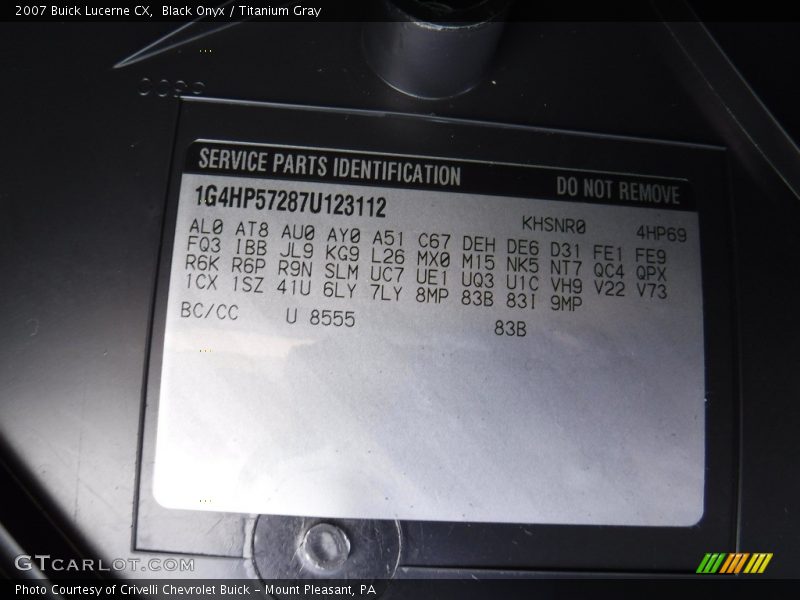 2007 Buick Lucerne CX,  Black Onyx / Titanium Gray
SERVICE PARTS IDENTIFICATION DO NOT REMOVE
1G4HP57287U123112
KHSNR0 4HP69
AL0 AT8 AU0 AY0 A51 C67 DEH DE6 D31 FE1 FE9
FQ3 IBB JL9 KG9 L26 MX0 M15 NK5 NT7 QC4 QPX
R6K R6P R9N SLM UC7 UE1 UQ3 U1C VH9 V22 V73
1CX 1SZ 41U 6LY 7LY 8MP 83B 83I 9MP
BC/CC U 8555 83B
GTCARLOT.COM
Photo Courtesy of Crivelli Chevrolet Buick - Mount Pleasant, PA